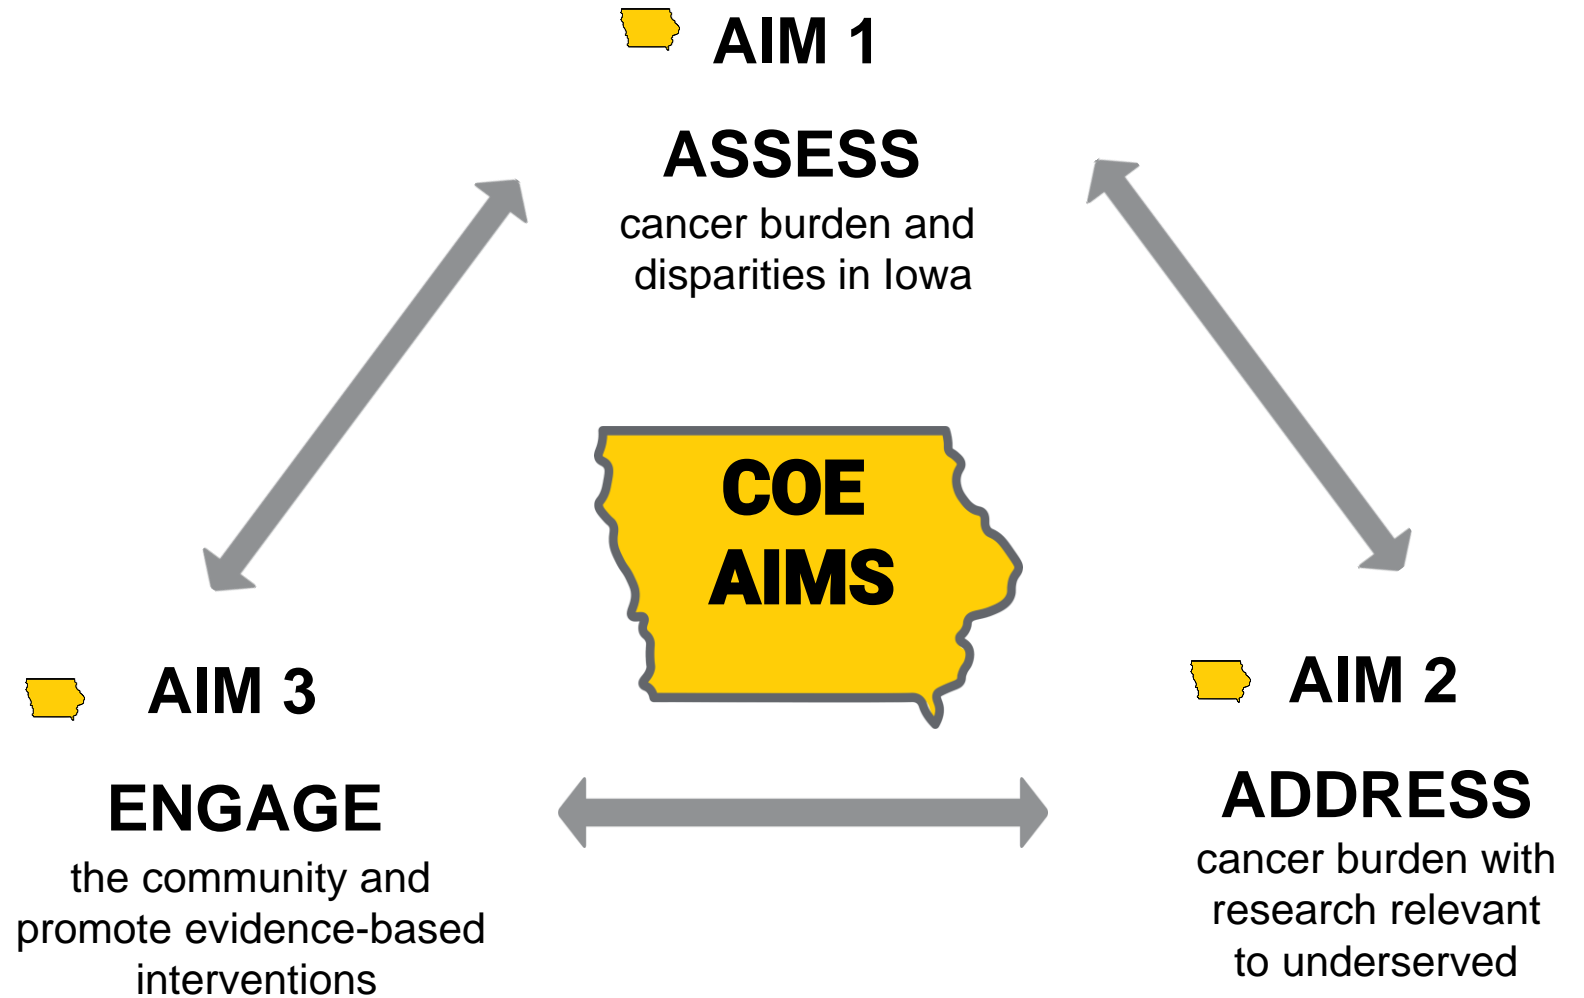 AIM 1
ASSESS
cancer burden and
disparities in Iowa
COE
AIMS
AIM 3
ENGAGE
the community and
promote evidence-based
interventions
AIM 2
ADDRESS
cancer burden with
research relevant
to underserved